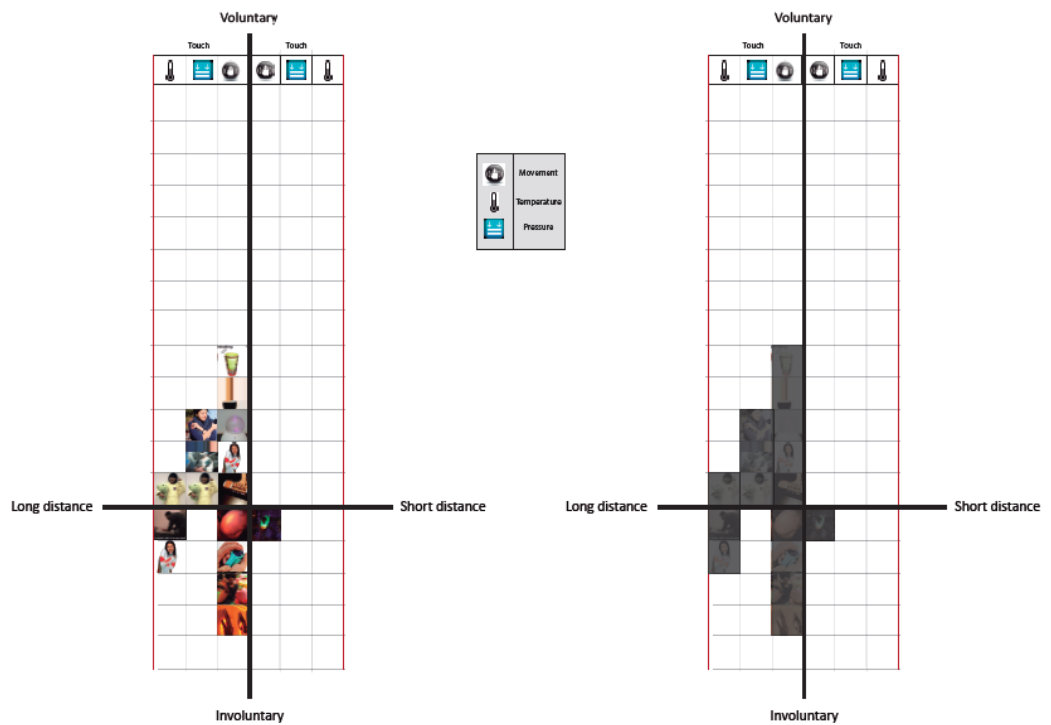 Voluntary
Touch Touch
Long distance
Short distance
Involuntary
Movement
Temperature
Pressure
Voluntary
Touch Touch
Long distance
Short distance
Involuntary